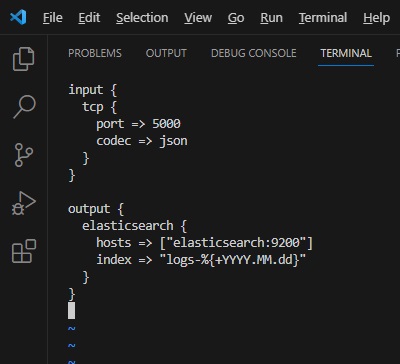 File Edit Selection View Go Run Terminal Help
PROBLEMS OUTPUT DEBUG CONSOLE TERMINAL
input {
  tcp {
    port => 5000
    codec => json
  }
}
output {
  elasticsearch {
    hosts => ["elasticsearch:9200"]
    index => "logs-%{+YYYY.MM.dd}"
  }
}
~
~
~